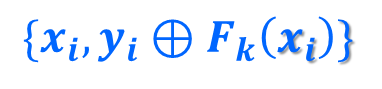 {xᵢ, yᵢ ⊕ Fₖ(xᵢ)}